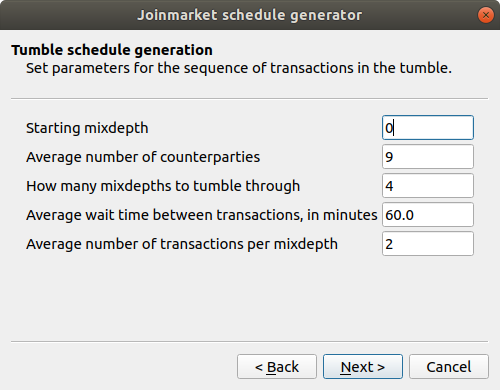 Joinmarket schedule generator
Tumble schedule generation
Set parameters for the sequence of transactions in the tumble.
Starting mixdepth 0
Average number of counterparties 9
How many mixdepths to tumble through 4
Average wait time between transactions, in minutes 60.0
Average number of transactions per mixdepth 2
< Back Next > Cancel